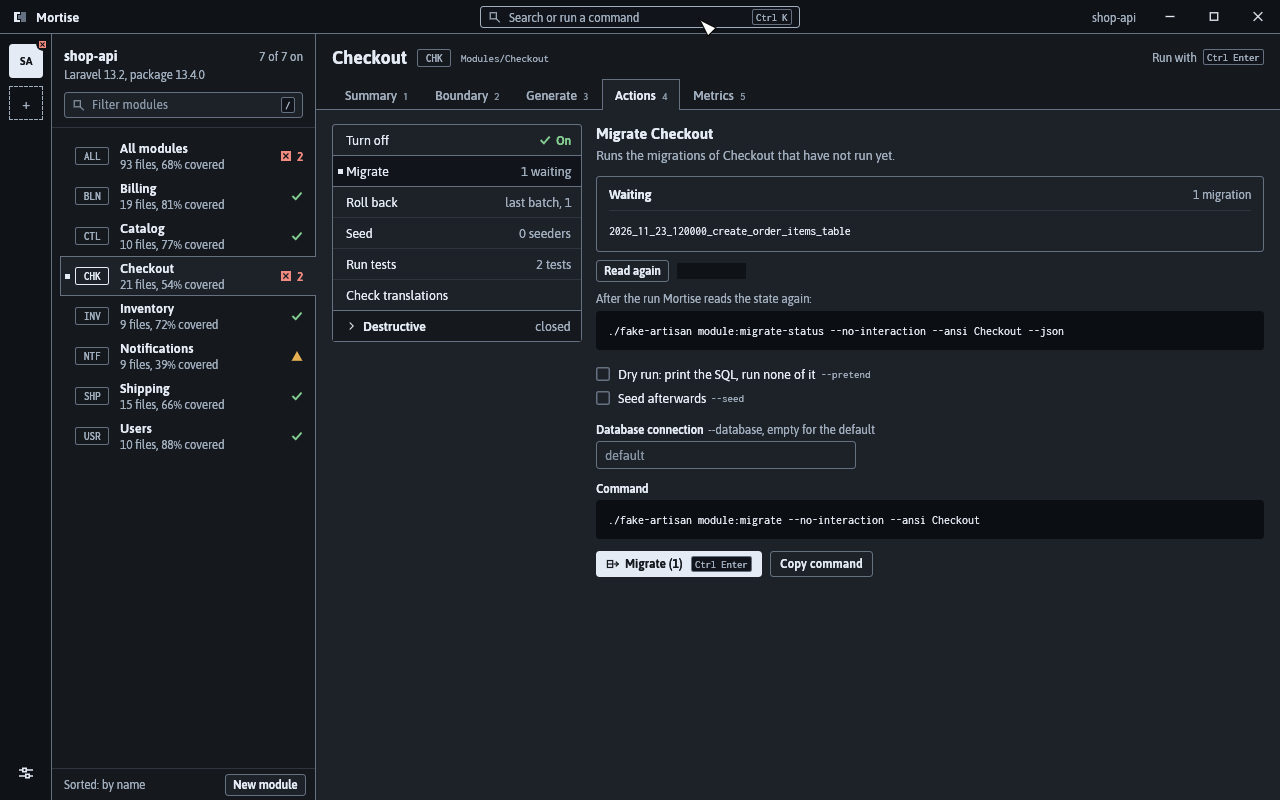 Mortise
Search or run a command
Ctrl K
shop-api
SA
+
shop-api
7 of 7 on
Laravel 13.2, package 13.4.0
Filter modules
/
ALL
All modules
93 files, 68% covered
2
BLN
Billing
19 files, 81% covered
CTL
Catalog
10 files, 77% covered
CHK
Checkout
21 files, 54% covered
2
INV
Inventory
9 files, 72% covered
NTF
Notifications
9 files, 39% covered
SHP
Shipping
15 files, 66% covered
USR
Users
10 files, 88% covered
Sorted: by name
New module
Checkout
CHK
Modules/Checkout
Run with
Ctrl Enter
Summary 1
Boundary 2
Generate 3
Actions 4
Metrics 5
Turn off
On
Migrate
1 waiting
Roll back
last batch, 1
Seed
0 seeders
Run tests
2 tests
Check translations
Destructive
closed
Migrate Checkout
Runs the migrations of Checkout that have not run yet.
Waiting
1 migration
2026_11_23_120000_create_order_items_table
Read again
After the run Mortise reads the state again:
./fake-artisan module:migrate-status --no-interaction --ansi Checkout --json
Dry run: print the SQL, run none of it --pretend
Seed afterwards --seed
Database connection --database, empty for the default
default
Command
./fake-artisan module:migrate --no-interaction --ansi Checkout
Migrate (1)
Ctrl Enter
Copy command